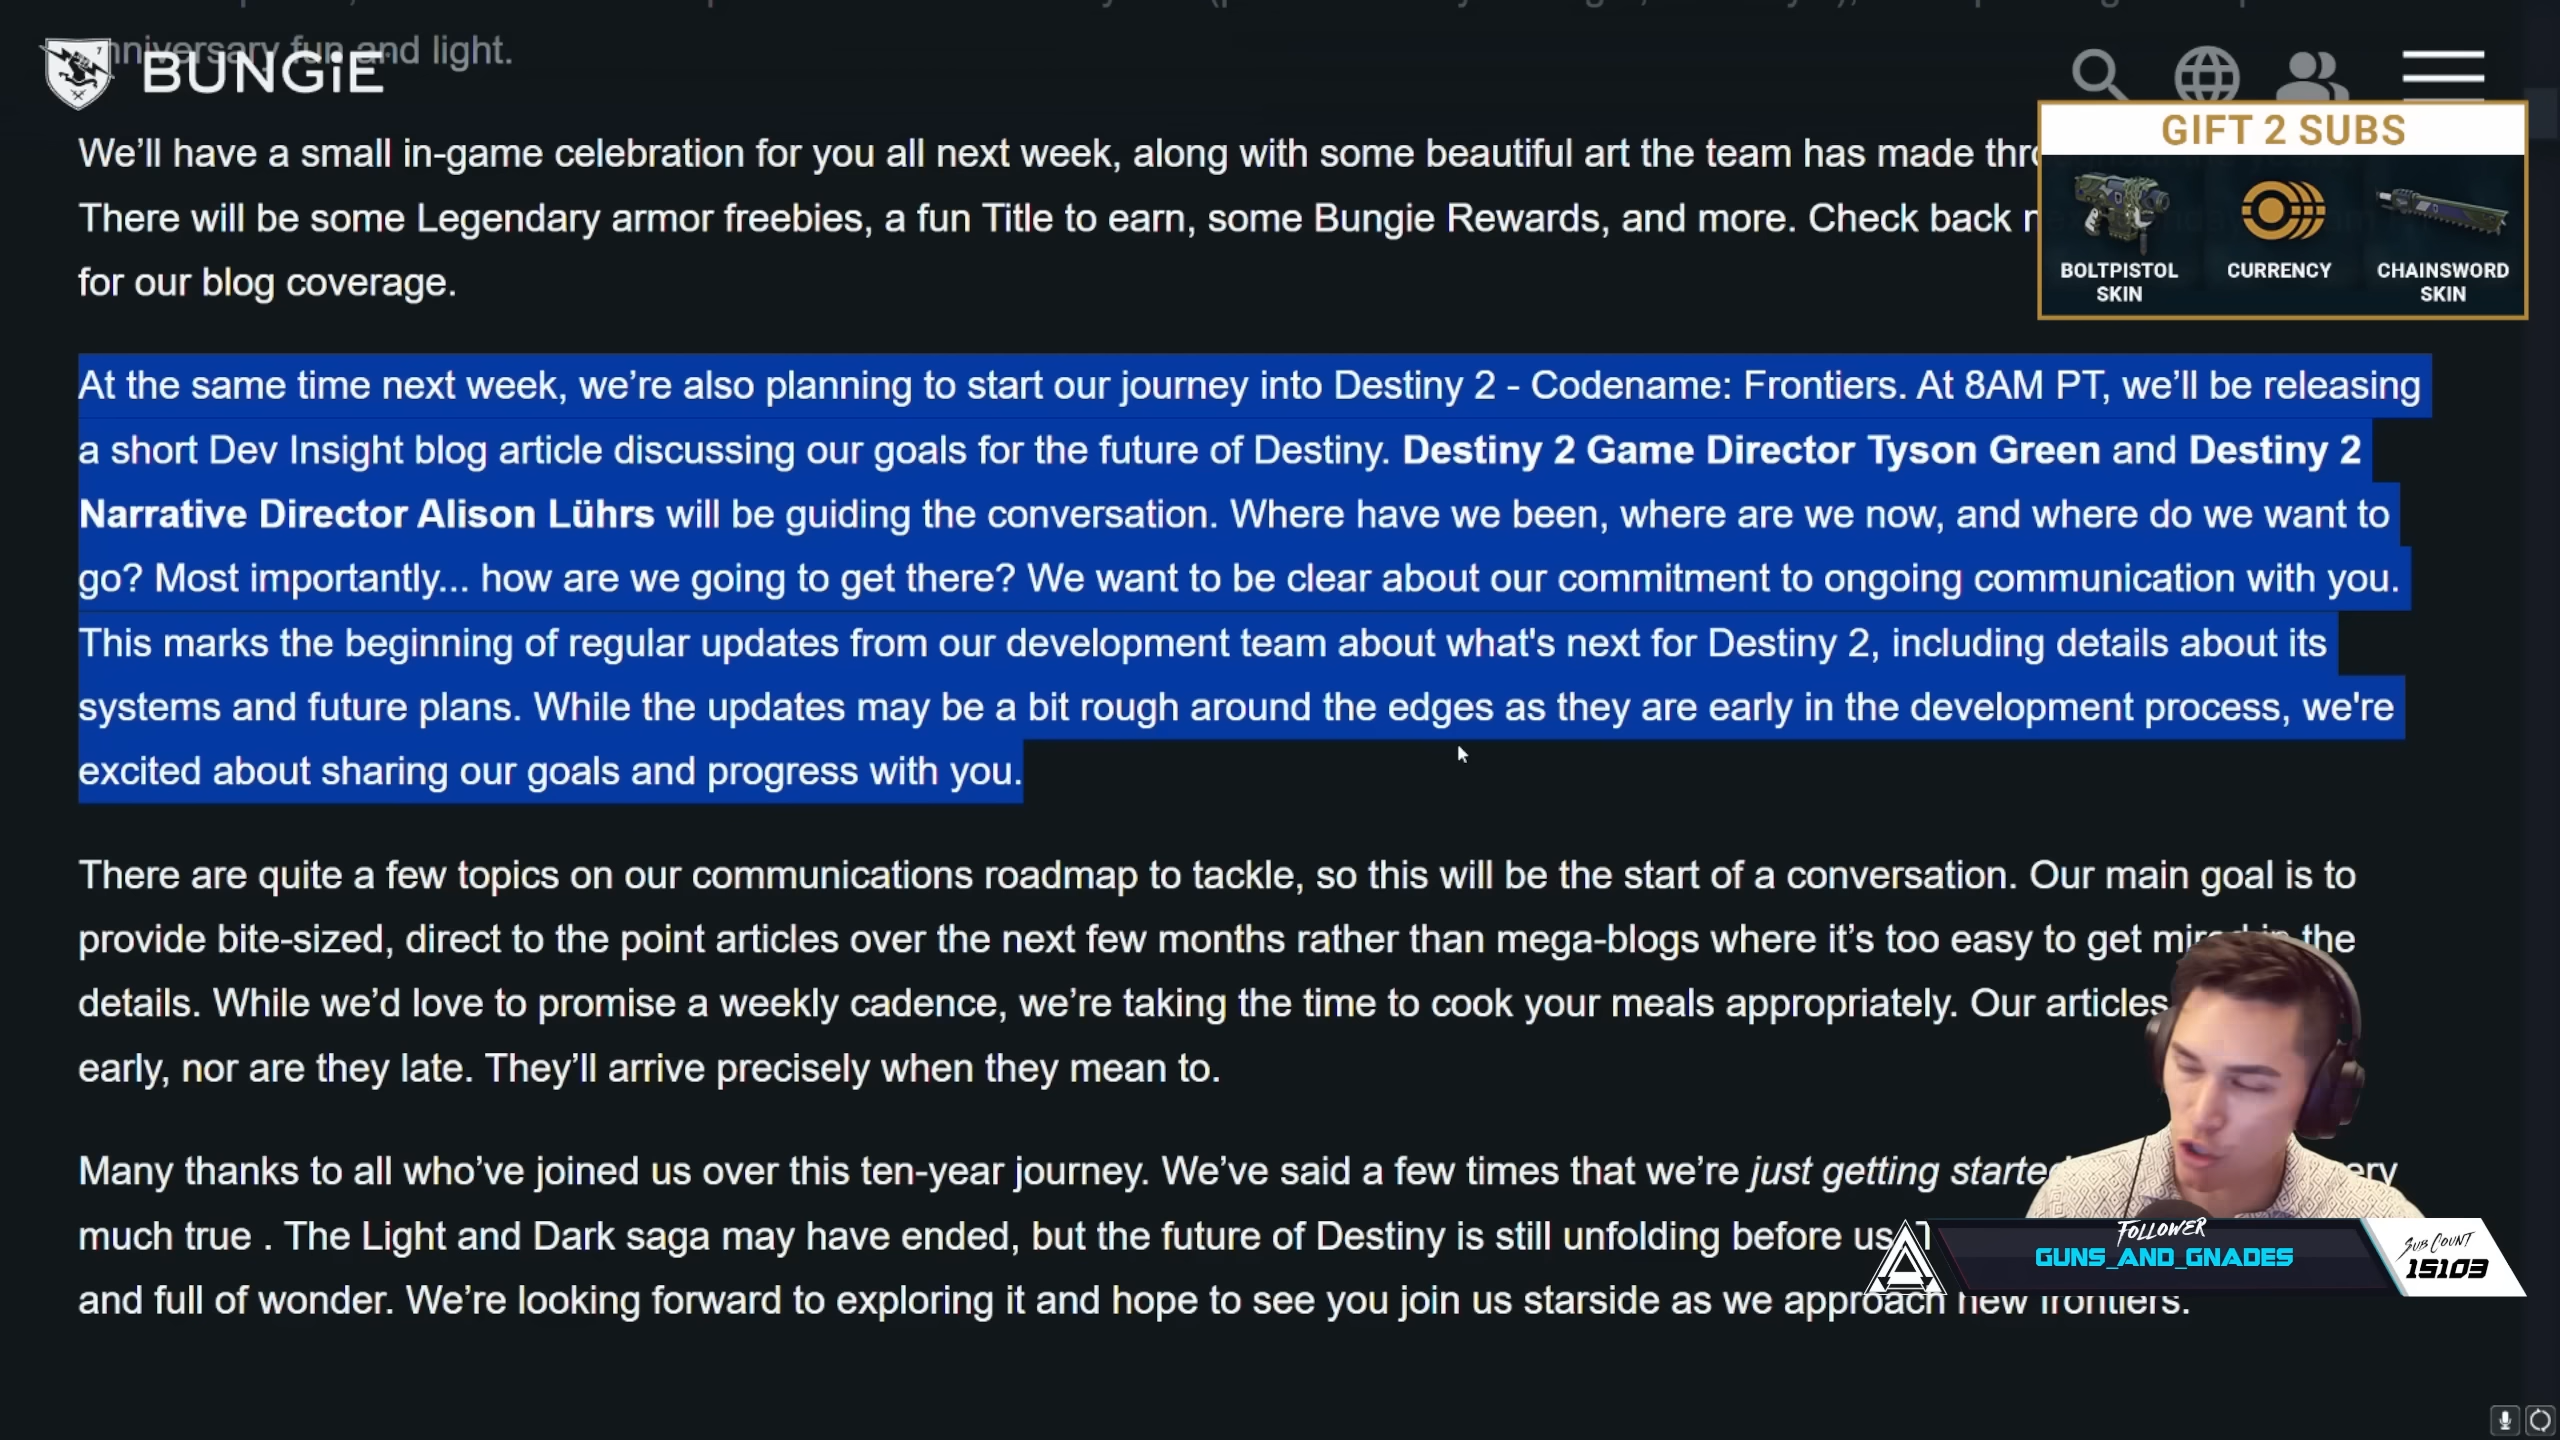 nniversary fun and light.
BUNGiE
We’ll have a small in-game celebration for you all next week, along with some beautiful art the team has made
There will be some Legendary armor freebies, a fun Title to earn, some Bungie Rewards, and more. Check back
for our blog coverage.
GIFT 2 SUBS
BOLTPISTOL SKIN
CURRENCY
CHAINSWORD SKIN
At the same time next week, we’re also planning to start our journey into Destiny 2 - Codename: Frontiers. At 8AM PT, we’ll be releasing
a short Dev Insight blog article discussing our goals for the future of Destiny. Destiny 2 Game Director Tyson Green and Destiny 2
Narrative Director Alison Lührs will be guiding the conversation. Where have we been, where are we now, and where do we want to
go? Most importantly... how are we going to get there? We want to be clear about our commitment to ongoing communication with you.
This marks the beginning of regular updates from our development team about what's next for Destiny 2, including details about its
systems and future plans. While the updates may be a bit rough around the edges as they are early in the development process, we're
excited about sharing our goals and progress with you.
There are quite a few topics on our communications roadmap to tackle, so this will be the start of a conversation. Our main goal is to
provide bite-sized, direct to the point articles over the next few months rather than mega-blogs where it’s too easy to get mired in the
details. While we’d love to promise a weekly cadence, we’re taking the time to cook your meals appropriately. Our articles
early, nor are they late. They’ll arrive precisely when they mean to.
Many thanks to all who’ve joined us over this ten-year journey. We’ve said a few times that we’re just getting started
much true . The Light and Dark saga may have ended, but the future of Destiny is still unfolding before us.
and full of wonder. We’re looking forward to exploring it and hope to see you join us starside as we approach new frontiers.
FOLLOWER
GUNS_AND_GNADES
SUB COUNT
15103